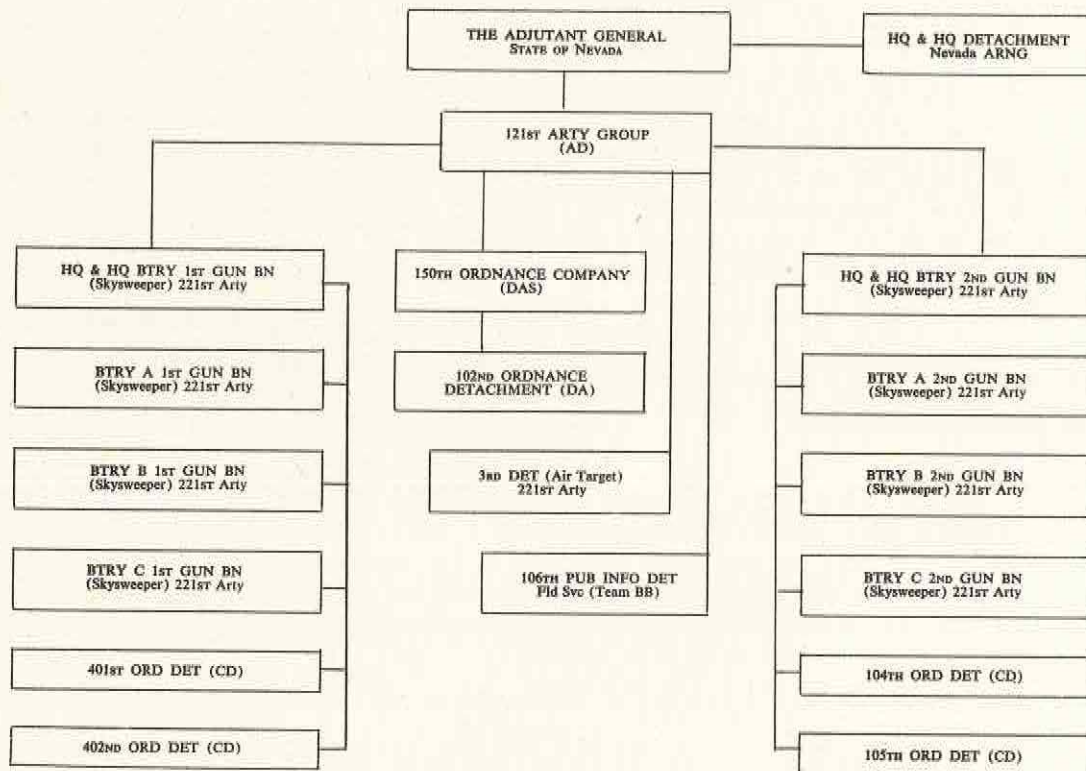 THE ADJUTANT GENERAL
STATE OF NEVADA
HQ & HQ DETACHMENT
Nevada ARNG
121ST ARTY GROUP
(AD)
HQ & HQ BTRY 1ST GUN BN
(Skysweeper) 221ST Arty
BTRY A 1ST GUN BN
(Skysweeper) 221ST Arty
BTRY B 1ST GUN BN
(Skysweeper) 221ST Arty
BTRY C 1ST GUN BN
(Skysweeper) 221ST Arty
401ST ORD DET (CD)
402ND ORD DET (CD)
150TH ORDNANCE COMPANY
(DAS)
102ND ORDNANCE
DETACHMENT (DA)
3RD DET (Air Target)
221ST Arty
106TH PUB INFO DET
Fld Svc (Team BB)
HQ & HQ BTRY 2ND GUN BN
(Skysweeper) 221ST Arty
BTRY A 2ND GUN BN
(Skysweeper) 221ST Arty
BTRY B 2ND GUN BN
(Skysweeper) 221ST Arty
BTRY C 2ND GUN BN
(Skysweeper) 221ST Arty
104TH ORD DET (CD)
105TH ORD DET (CD)